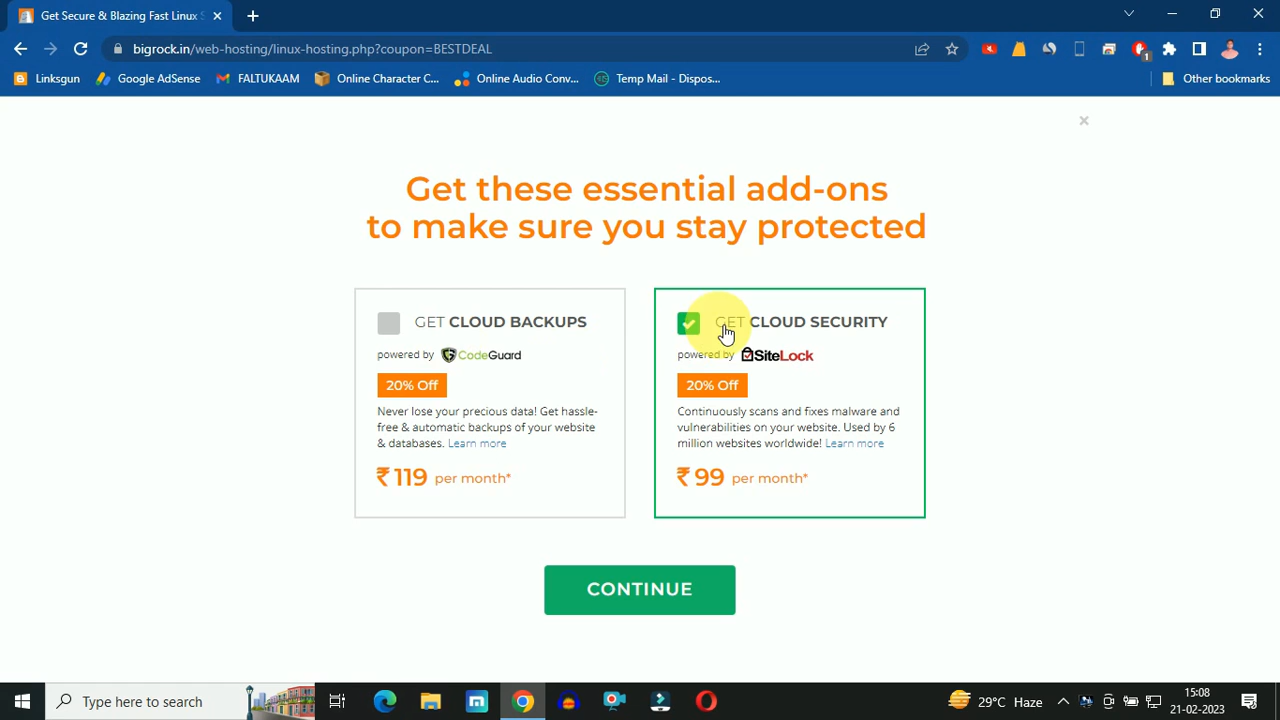 Get Secure & Blazing Fast Linux S
bigrock.in/web-hosting/linux-hosting.php?coupon=BESTDEAL
1
Linksgun
Google AdSense
FALTUKAAM
Online Character C...
Online Audio Conv...
Temp Mail - Dispos...
Other bookmarks
Get these essential add-ons
to make sure you stay protected
GET CLOUD BACKUPS
powered by CodeGuard
20% Off
Never lose your precious data! Get hassle-
free & automatic backups of your website
& databases. Learn more
₹119 per month*
GET CLOUD SECURITY
powered by SiteLock
20% Off
Continuously scans and fixes malware and
vulnerabilities on your website. Used by 6
million websites worldwide! Learn more
₹99 per month*
CONTINUE
Type here to search
29°C Haze
15:08
21-02-2023